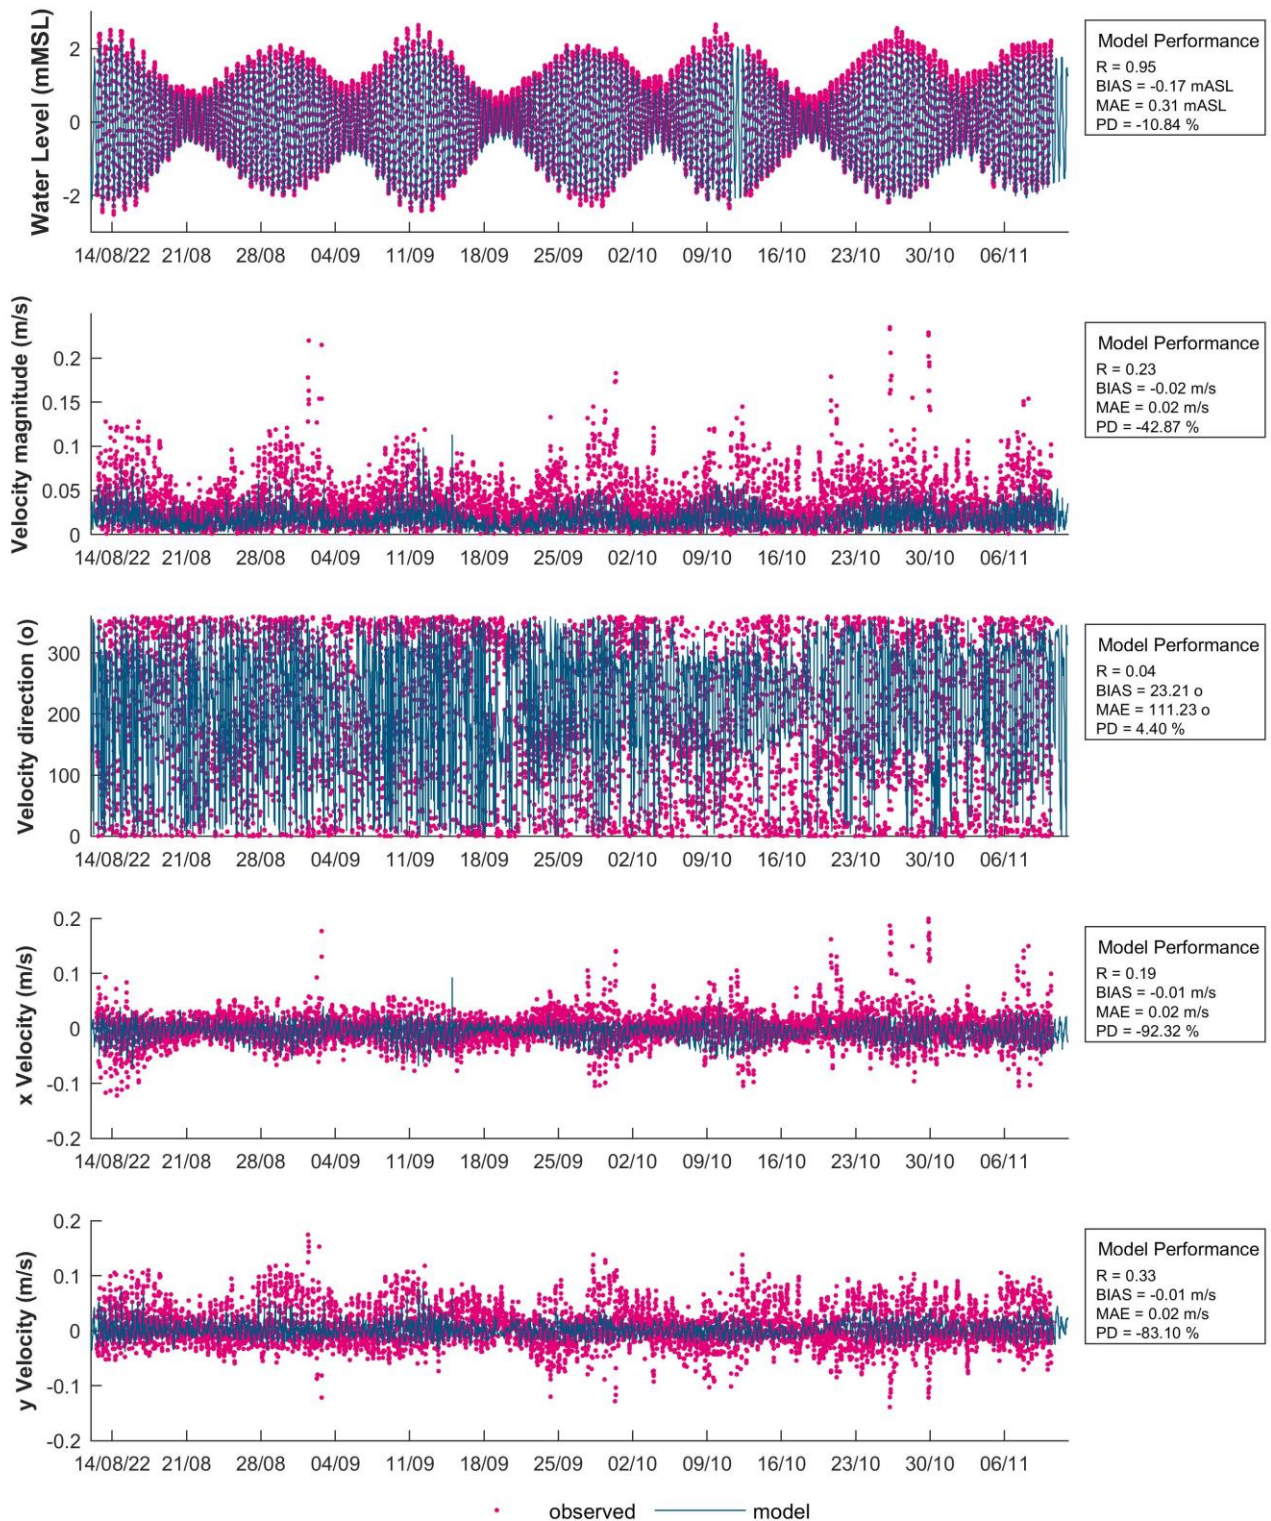 Water Level (mMSL)
2
0
-2
14/08/22 21/08 28/08 04/09 11/09 18/09 25/09 02/10 09/10 16/10 23/10 30/10 06/11
Model Performance
R = 0.95
BIAS = -0.17 mASL
MAE = 0.31 mASL
PD = -10.84 %
Velocity magnitude (m/s)
0.2
0.15
0.1
0.05
0
14/08/22 21/08 28/08 04/09 11/09 18/09 25/09 02/10 09/10 16/10 23/10 30/10 06/11
Model Performance
R = 0.23
BIAS = -0.02 m/s
MAE = 0.02 m/s
PD = -42.87 %
Velocity direction (o)
300
200
100
0
14/08/22 21/08 28/08 04/09 11/09 18/09 25/09 02/10 09/10 16/10 23/10 30/10 06/11
Model Performance
R = 0.04
BIAS = 23.21 o
MAE = 111.23 o
PD = 4.40 %
x Velocity (m/s)
0.2
0.1
0
-0.1
-0.2
14/08/22 21/08 28/08 04/09 11/09 18/09 25/09 02/10 09/10 16/10 23/10 30/10 06/11
Model Performance
R = 0.19
BIAS = -0.01 m/s
MAE = 0.02 m/s
PD = -92.32 %
y Velocity (m/s)
0.2
0.1
0
-0.1
-0.2
14/08/22 21/08 28/08 04/09 11/09 18/09 25/09 02/10 09/10 16/10 23/10 30/10 06/11
Model Performance
R = 0.33
BIAS = -0.01 m/s
MAE = 0.02 m/s
PD = -83.10 %
observed model